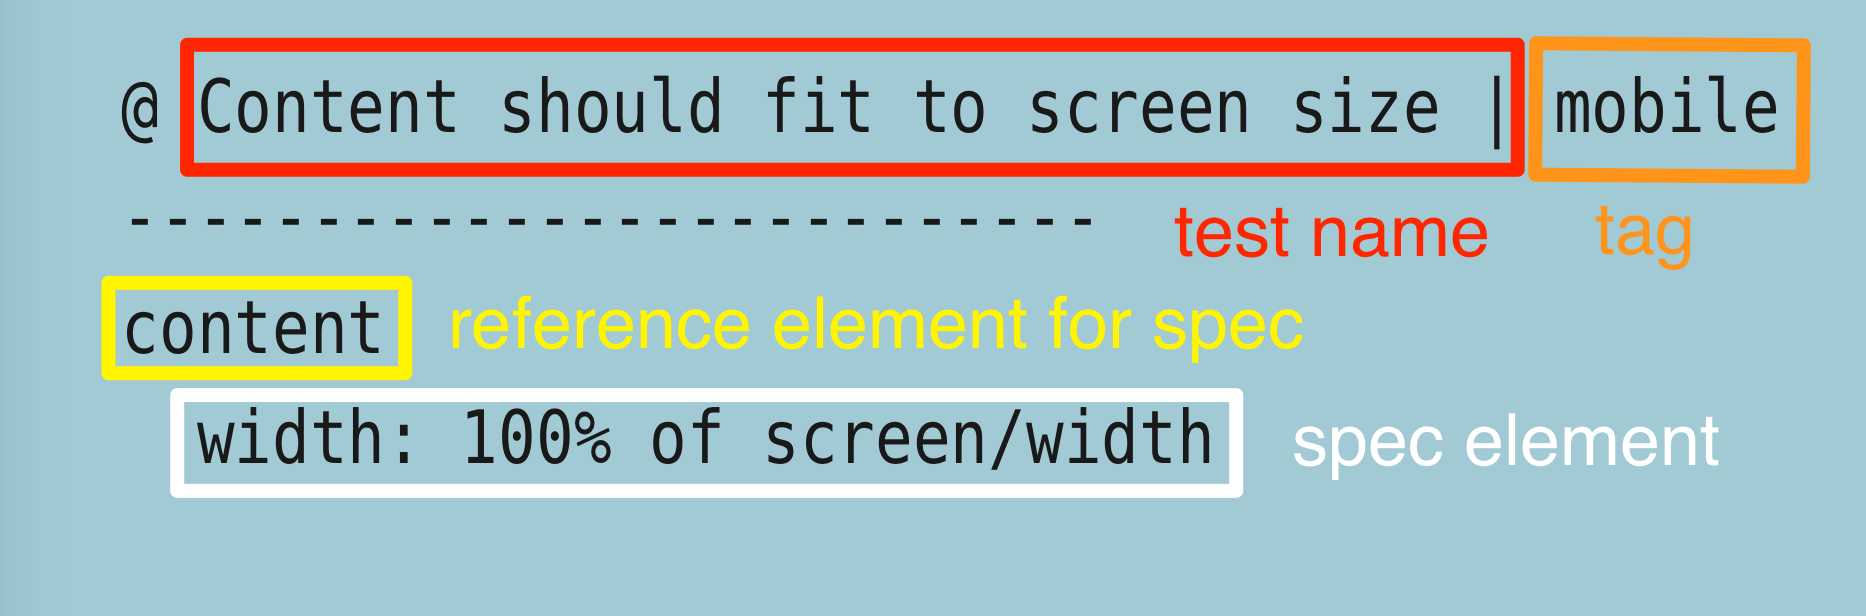 @ Content should fit to screen size | mobile
--------------------------- test name tag
content reference element for spec
width: 100% of screen/width spec element